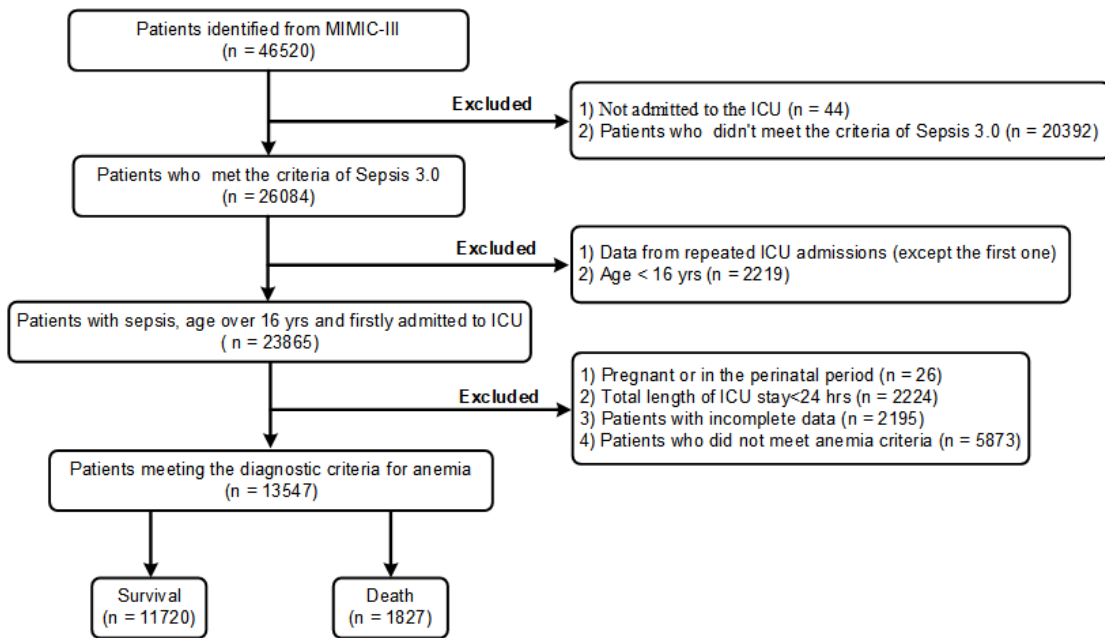 Patients identified from MIMIC-III
(n = 46520)
Excluded
1) Not admitted to the ICU (n = 44)
2) Patients who didn't meet the criteria of Sepsis 3.0 (n = 20392)
Patients who met the criteria of Sepsis 3.0
(n = 26084)
Excluded
1) Data from repeated ICU admissions (except the first one)
2) Age < 16 yrs (n = 2219)
Patients with sepsis, age over 16 yrs and firstly admitted to ICU
( n = 23865)
Excluded
1) Pregnant or in the perinatal period (n = 26)
2) Total length of ICU stay<24 hrs (n = 2224)
3) Patients with incomplete data (n = 2195)
4) Patients who did not meet anemia criteria (n = 5873)
Patients meeting the diagnostic criteria for anemia
(n = 13547)
Survival
(n = 11720)
Death
(n = 1827)